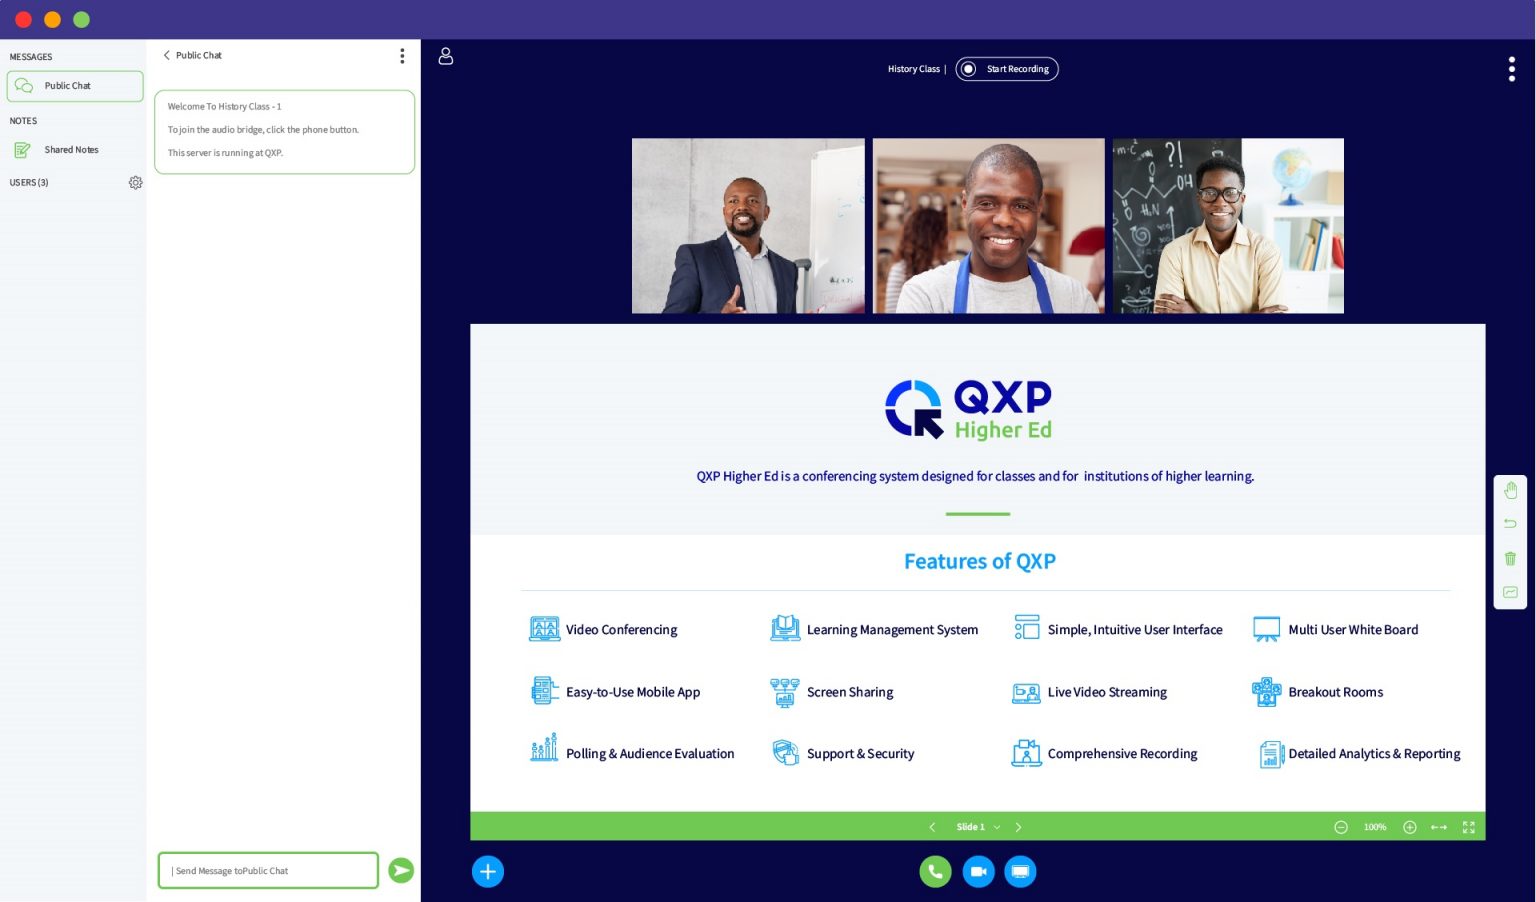 MESSAGES
Public Chat
NOTES
Shared Notes
USERS (3)
Public Chat
Welcome To History Class - 1
To join the audio bridge, click the phone button.
This server is running at QXP.
| Send Message toPublic Chat
History Class |
Start Recording
?!
OH
H₂N
QXP
Higher Ed
QXP Higher Ed is a conferencing system designed for classes and for institutions of higher learning.
Features of QXP
Video Conferencing
Learning Management System
Simple, Intuitive User Interface
Multi User White Board
Easy-to-Use Mobile App
Screen Sharing
Live Video Streaming
Breakout Rooms
Polling & Audience Evaluation
Support & Security
Comprehensive Recording
Detailed Analytics & Reporting
Slide 1
100%